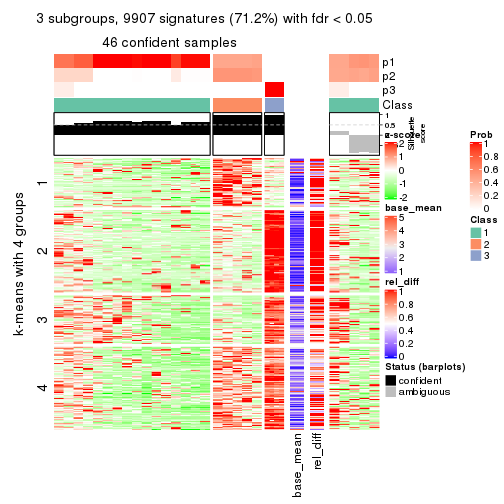 3 subgroups, 9907 signatures (71.2%) with fdr < 0.05
46 confident samples
p1
p2
p3
Class
1
0.5
0
Silhouette
score
z-score
2
1
0
-1
-2
base_mean
5
4
3
2
1
rel_diff
1
0.8
0.6
0.4
0.2
0
Status (barplots)
confident
ambiguous
Prob
1
0.8
0.6
0.4
0.2
0
Class
1
2
3
k-means with 4 groups
1
2
3
4
base_mean
rel_diff